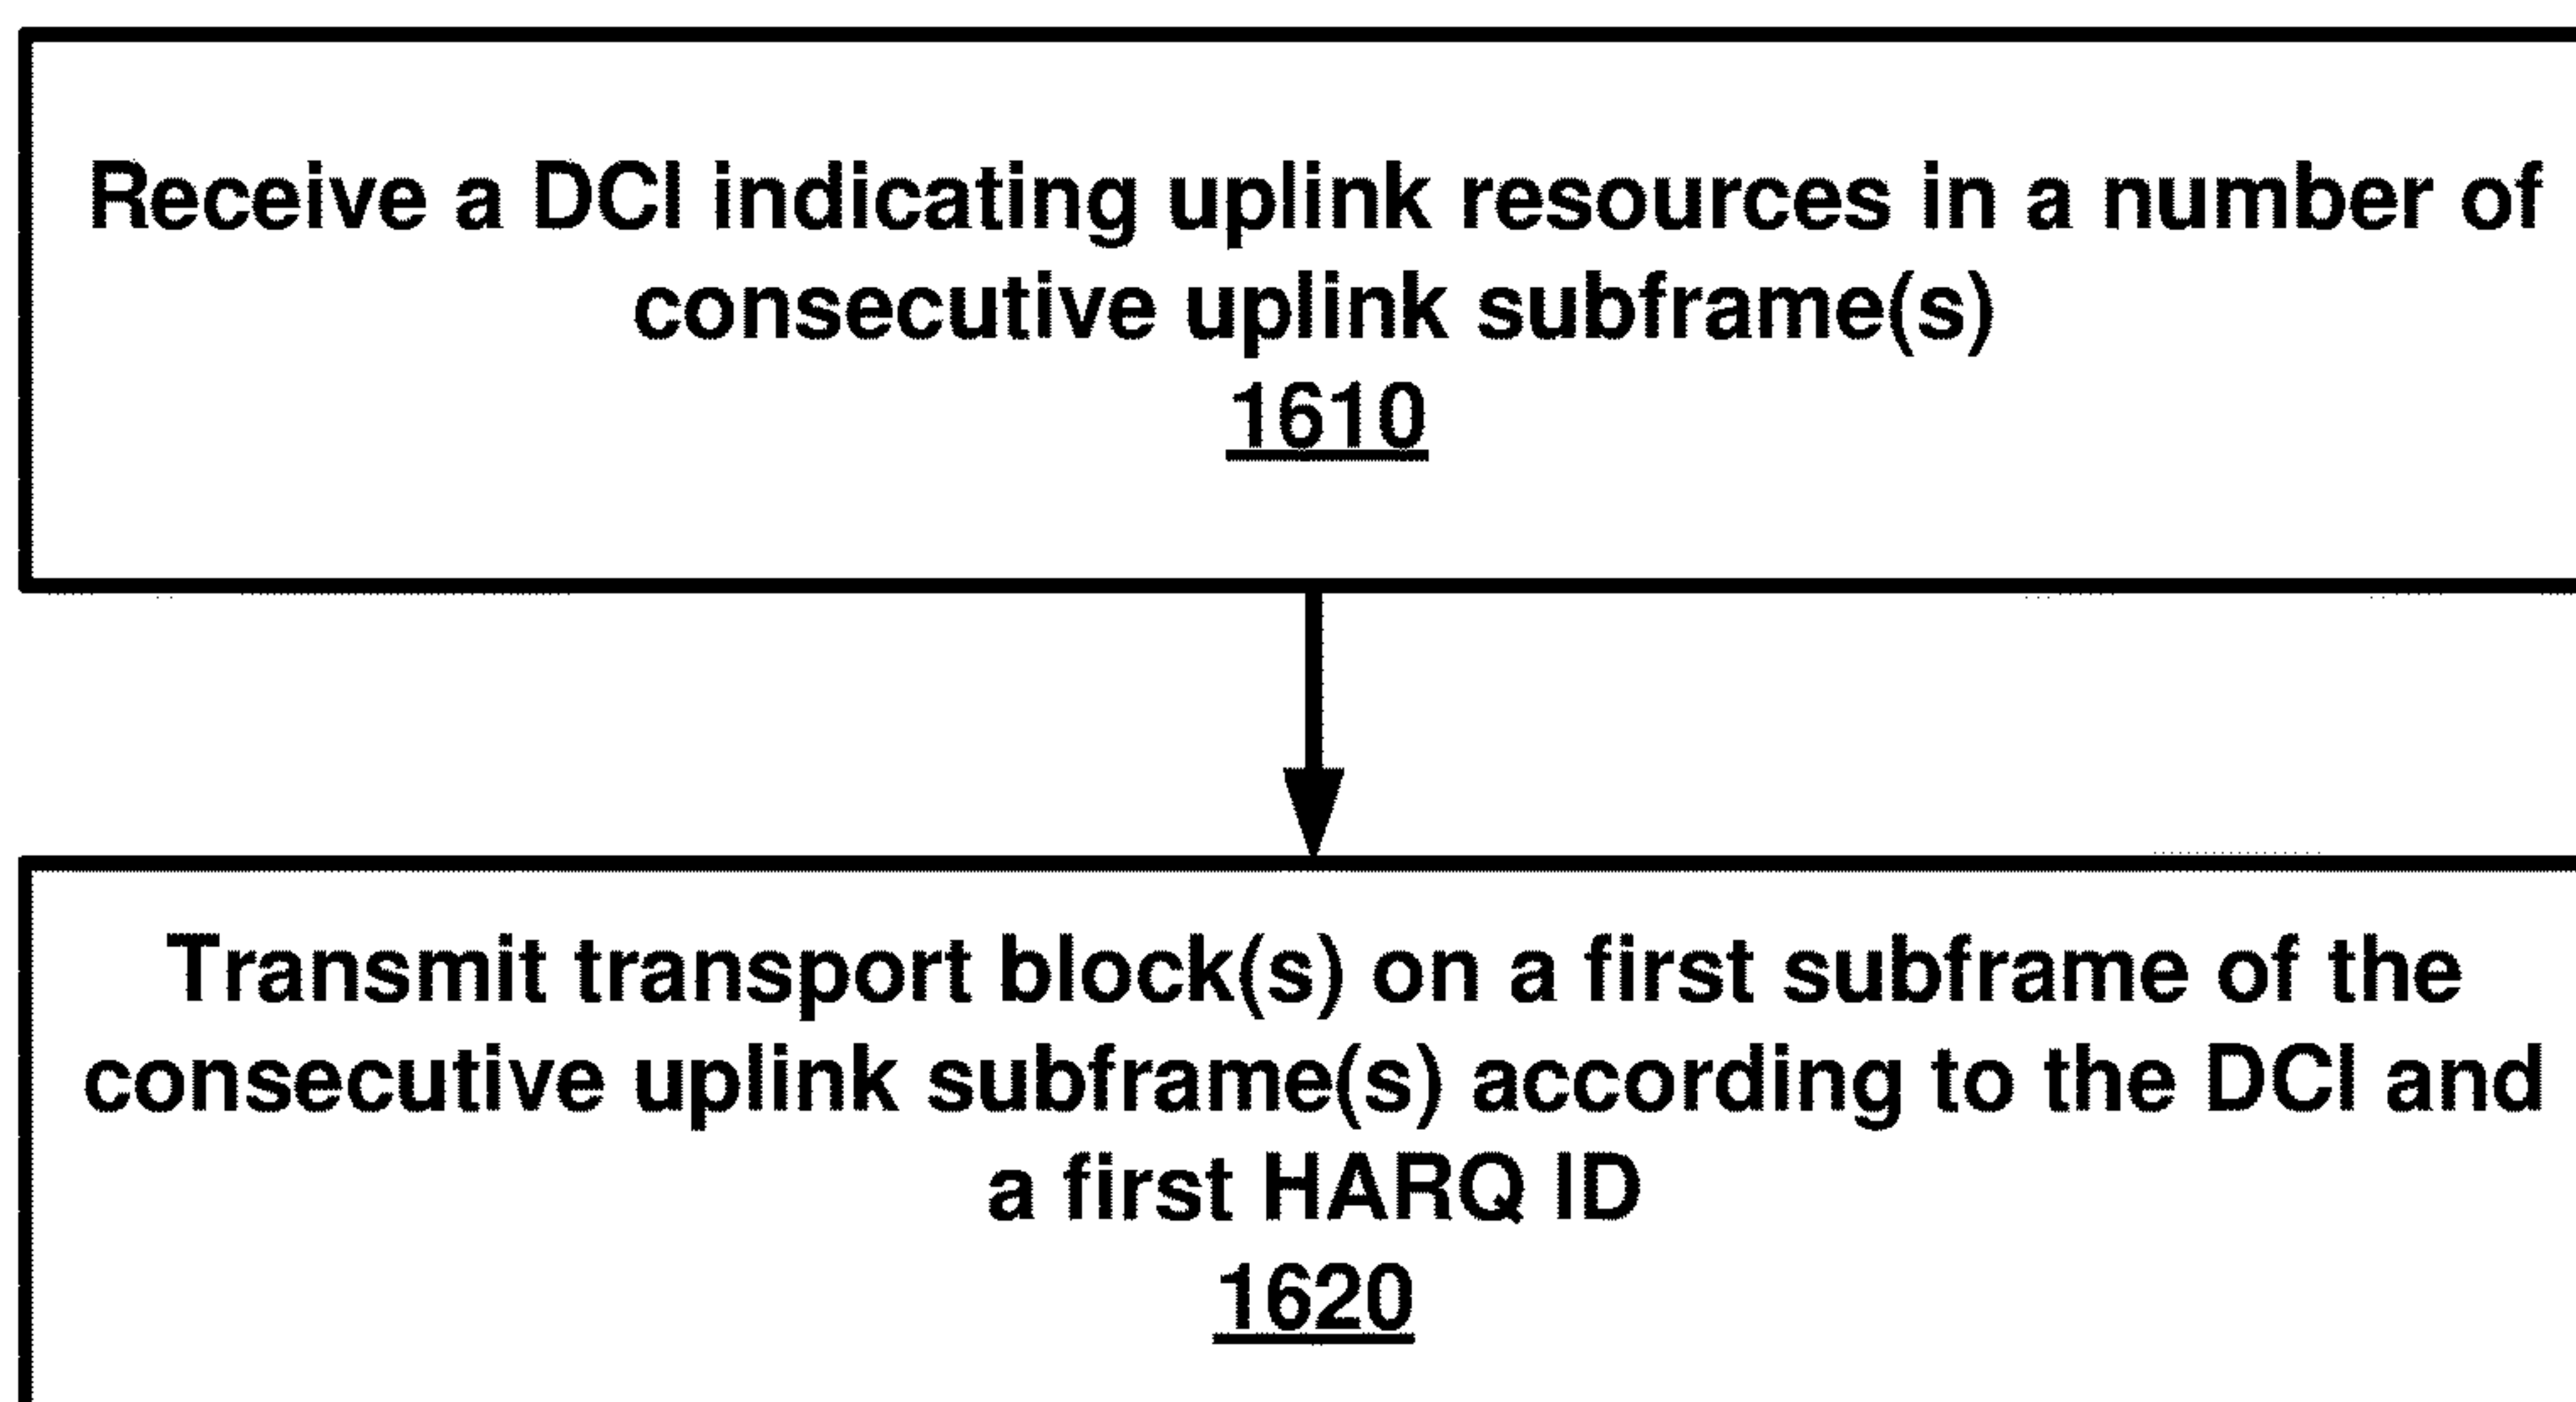 Receive a DCI indicating uplink resources in a number of
consecutive uplink subframe(s)
1610
Transmit transport block(s) on a first subframe of the
consecutive uplink subframe(s) according to the DCI and
a first HARQ ID
1620